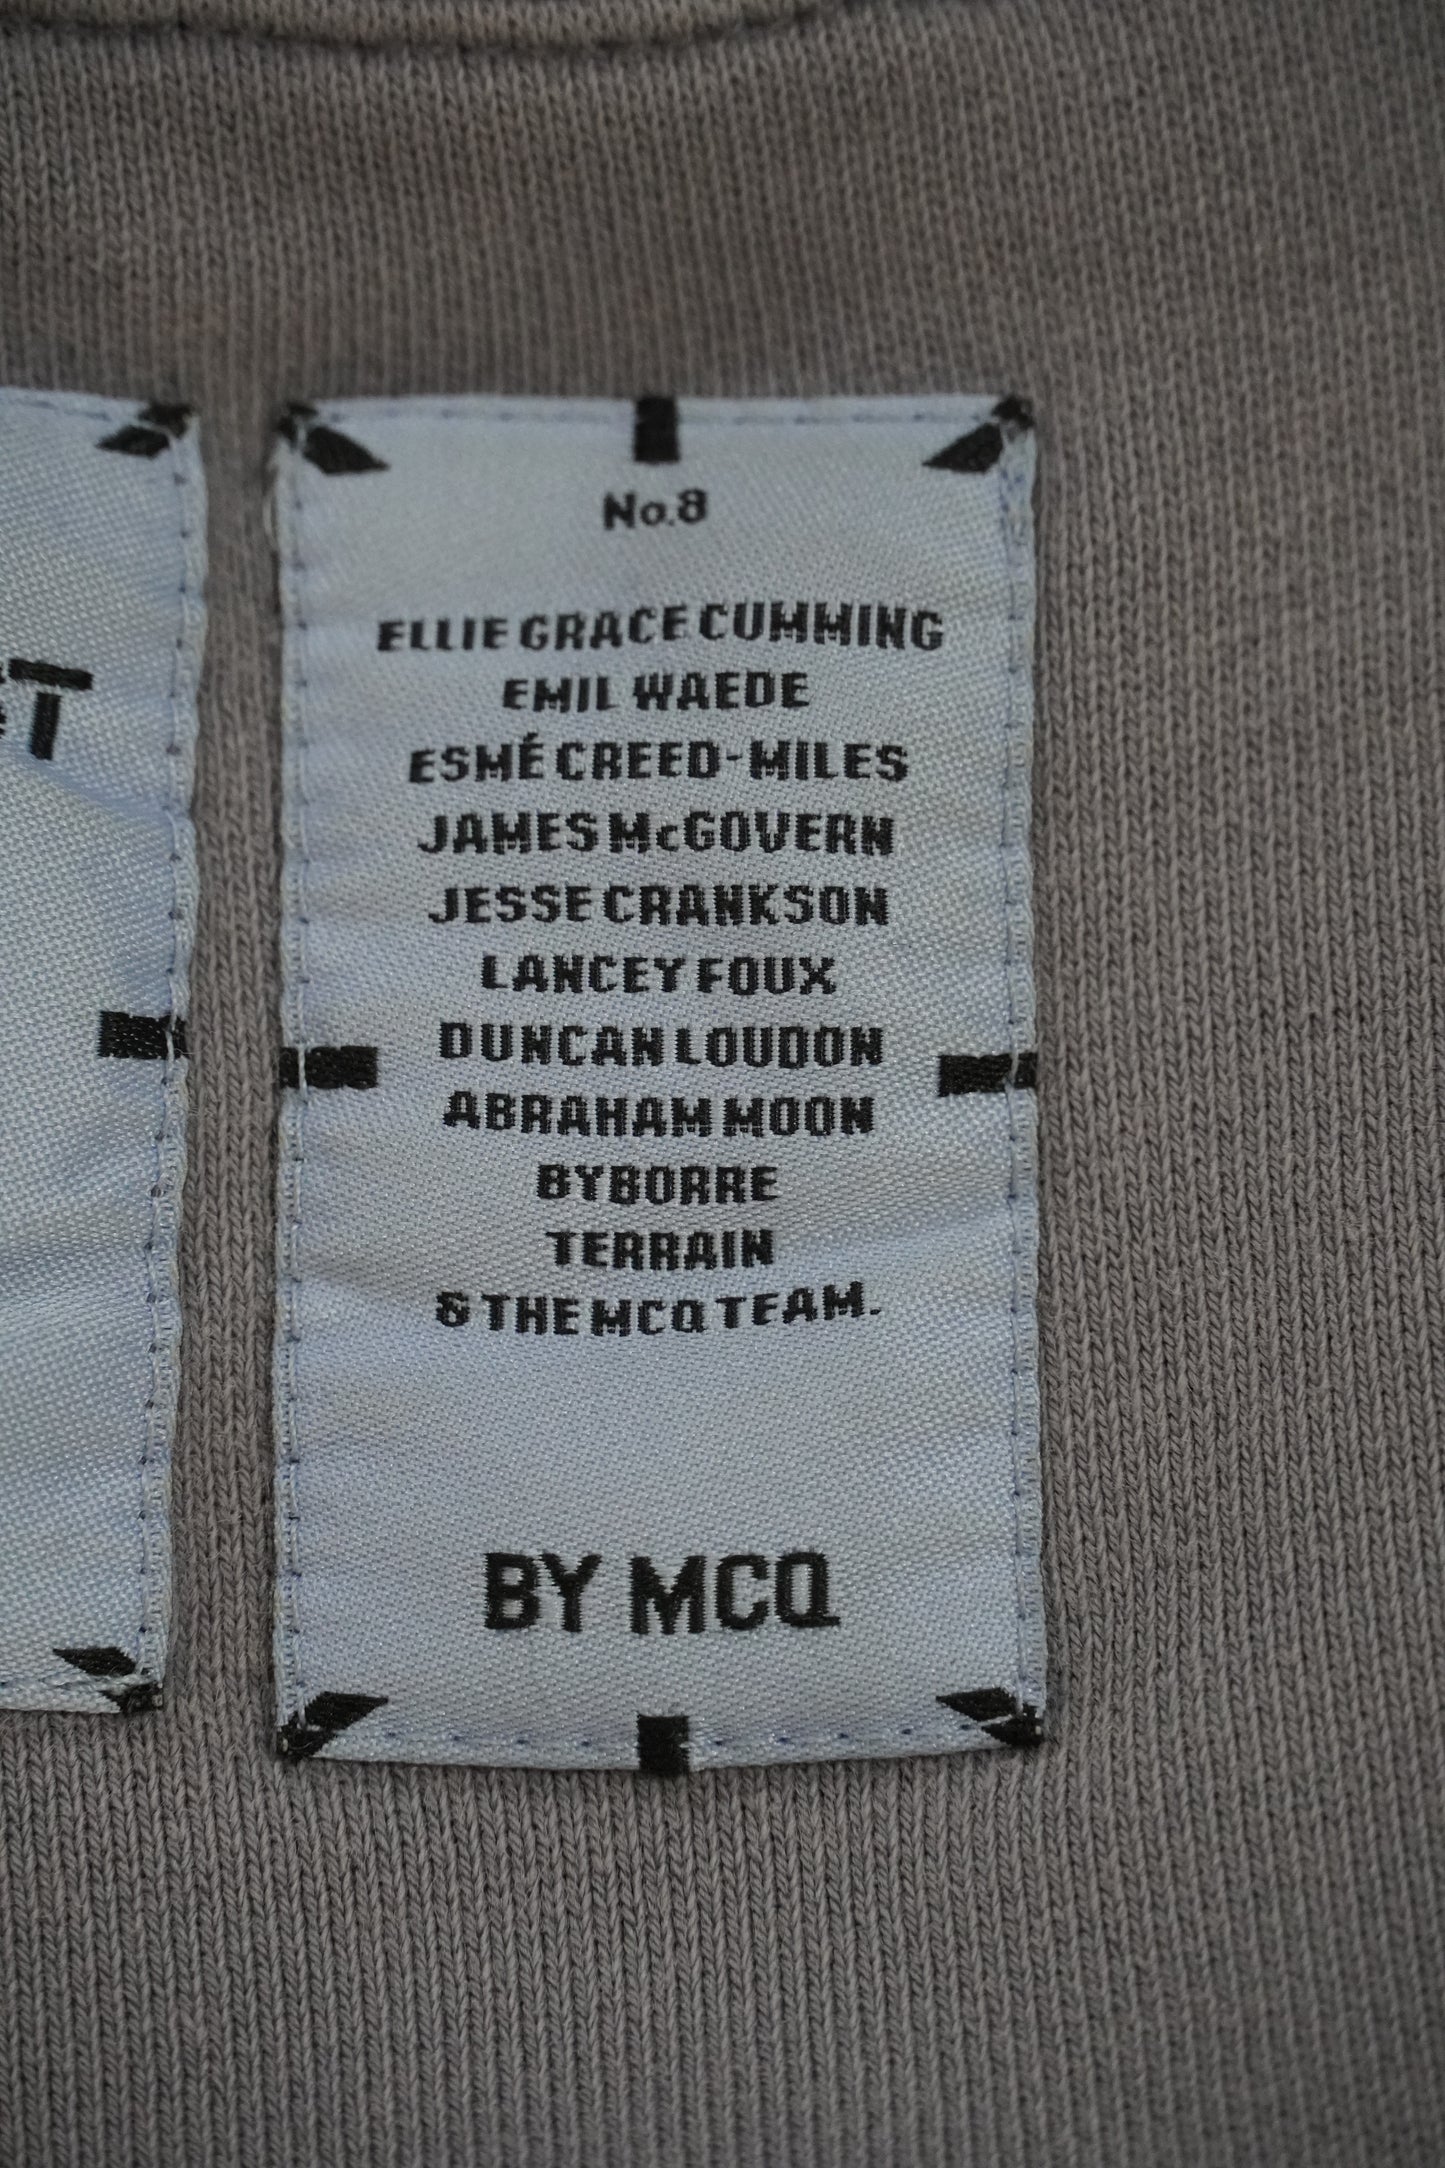 No.8
ELLIE GRACE CUMMING
EMIL WAEDE
ESMÉ CREED-MILES
JAMES McGOVERN
JESSE CRANKSON
LANCEY FOUX
DUNCAN LOUDON
ABRAHAM MOON
BYBORRE
TERRAIN
& THE MCQ TEAM.
BY MCQ